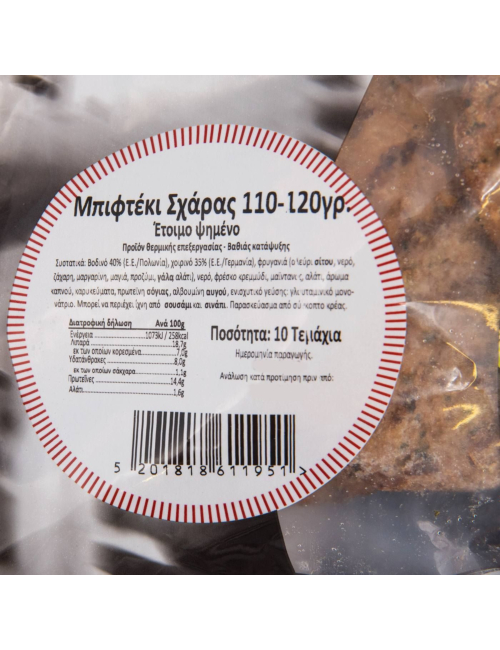 Μπιφτέκι Σχάρας 110-120γρ.
Έτοιμο ψημένο
Προϊόν θερμικής επεξεργασίας - Βαθιάς κατάψυξης
Συστατικά: Βοδινό 40% (Ε.Ε./Πολωνία), χοιρινό 35% (Ε.Ε./Γερμανία), φρυγανιά (αλεύρι σίτου, νερό,
ζάχαρη, μαργαρίνη, μαγιά, προζύμι, γάλα, αλάτι), νερό, φρέσκο κρεμμύδι, μαϊντανός, αλάτι, άρωμα
καπνού, καρυκεύματα, πρωτεΐνη σόγιας, αλβουμίνη αυγού, ενισχυτικό γεύσης: γλουταμινικό μονο-
νάτριο. Μπορεί να περιέχει ίχνη από σουσάμι και σινάπι. Παρασκεύασμα από σύγκοπτο κρέας.
Διατροφική δήλωση Ανά 100g
Ενέργεια 1079kJ / 258kcal
Λιπαρά 18,7g
εκ των οποίων κορεσμένα 7,0g
Υδατάνθρακες 8,0g
εκ των οποίων σάκχαρα 1,1g
Πρωτεΐνες 14,4g
Αλάτι 1,6g
Ποσότητα: 10 Τεμάχια
Ημερομηνία παραγωγής:
Ανάλωση κατά προτίμηση πριν από:
5 201818 611951 >